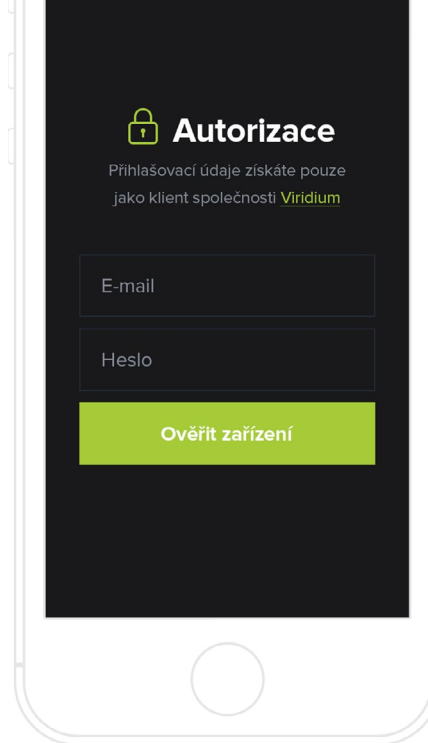 Autorizace
Přihlašovací údaje získáte pouze
jako klient společnosti Viridium
E-mail
Heslo
Ověřit zařízení